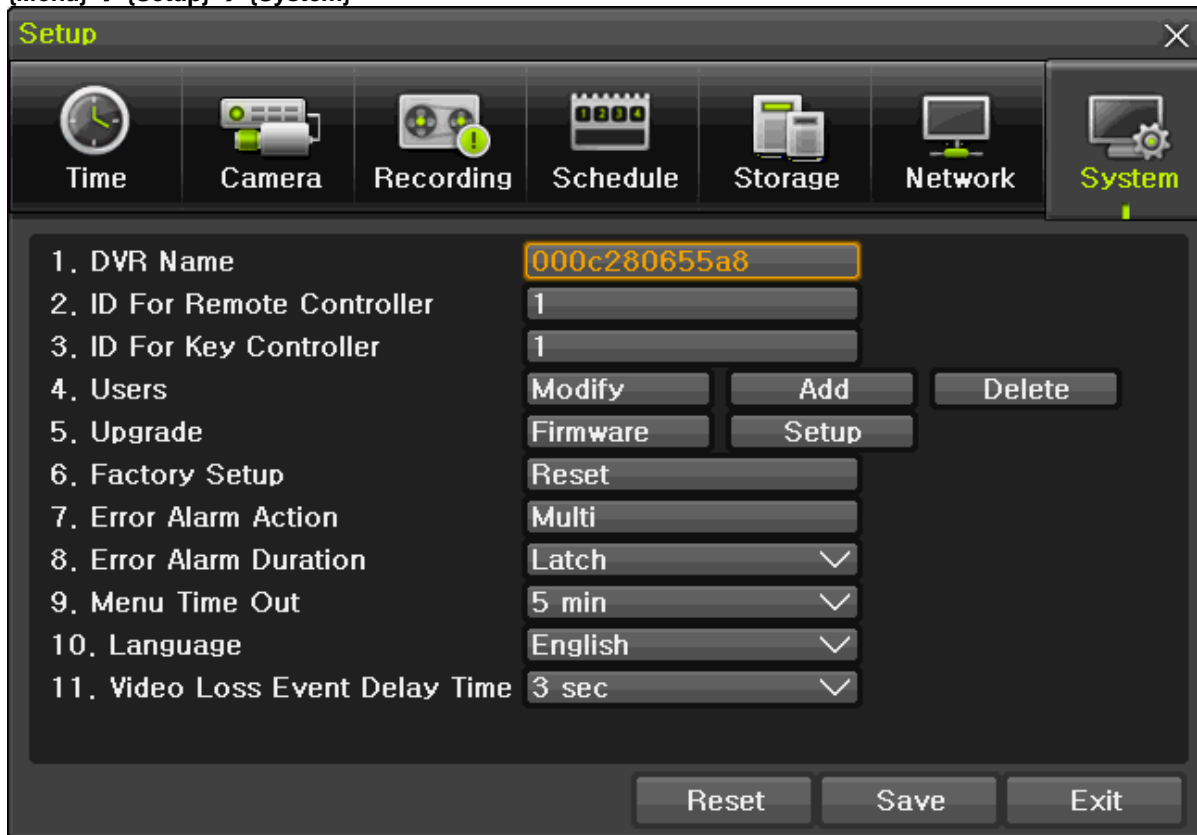 {Menu} → {Setup} → {System}
Setup
Time Camera Recording Schedule Storage Network System
1. DVR Name 000c280655a8
2. ID For Remote Controller 1
3. ID For Key Controller 1
4. Users Modify Add Delete
5. Upgrade Firmware Setup
6. Factory Setup Reset
7. Error Alarm Action Multi
8. Error Alarm Duration Latch
9. Menu Time Out 5 min
10. Language English
11. Video Loss Event Delay Time 3 sec
Reset Save Exit